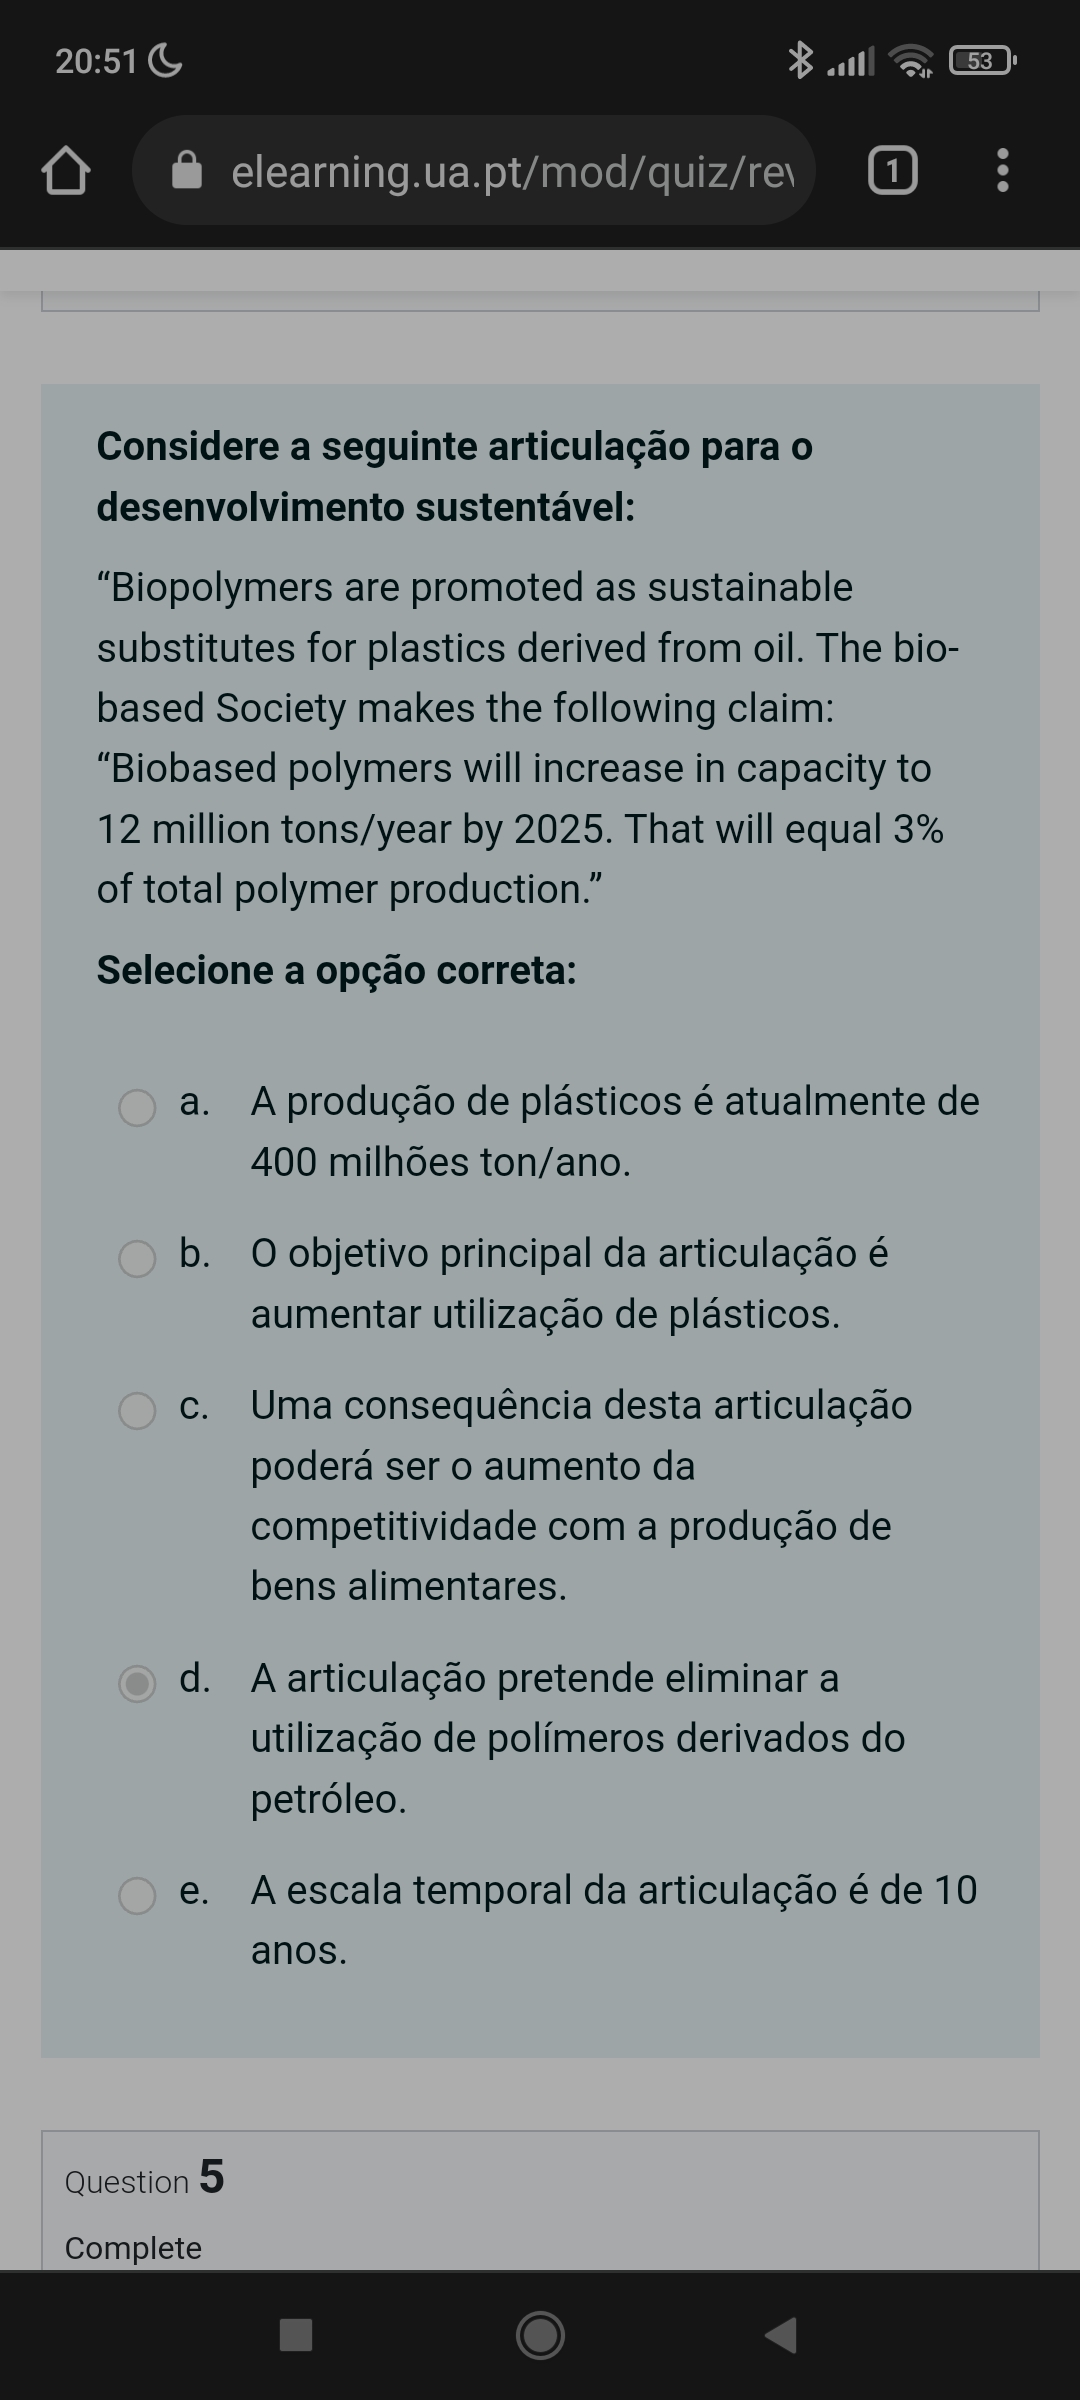 20:51
53
elearning.ua.pt/mod/quiz/rev
1
Considere a seguinte articulação para o
desenvolvimento sustentável:
“Biopolymers are promoted as sustainable
substitutes for plastics derived from oil. The bio-
based Society makes the following claim:
“Biobased polymers will increase in capacity to
12 million tons/year by 2025. That will equal 3%
of total polymer production.”
Selecione a opção correta:
a. A produção de plásticos é atualmente de
400 milhões ton/ano.
b. O objetivo principal da articulação é
aumentar utilização de plásticos.
c. Uma consequência desta articulação
poderá ser o aumento da
competitividade com a produção de
bens alimentares.
d. A articulação pretende eliminar a
utilização de polímeros derivados do
petróleo.
e. A escala temporal da articulação é de 10
anos.
Question 5
Complete